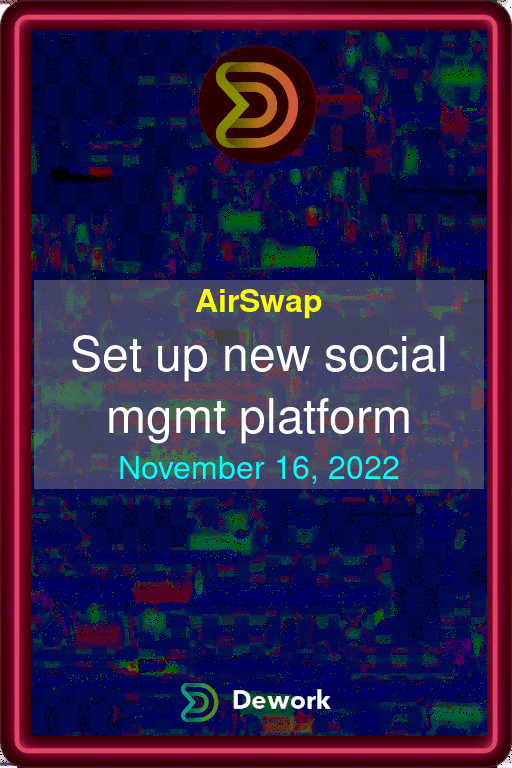 AirSwap
Set up new social
mgmt platform
November 16, 2022
Dework